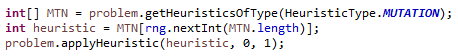 int[] MTN = problem.getHeuristicsOfType(HeuristicType.MUTATION);
int heuristic = MTN[rng.nextInt(MTN.length)];
problem.applyHeuristic(heuristic, 0, 1);